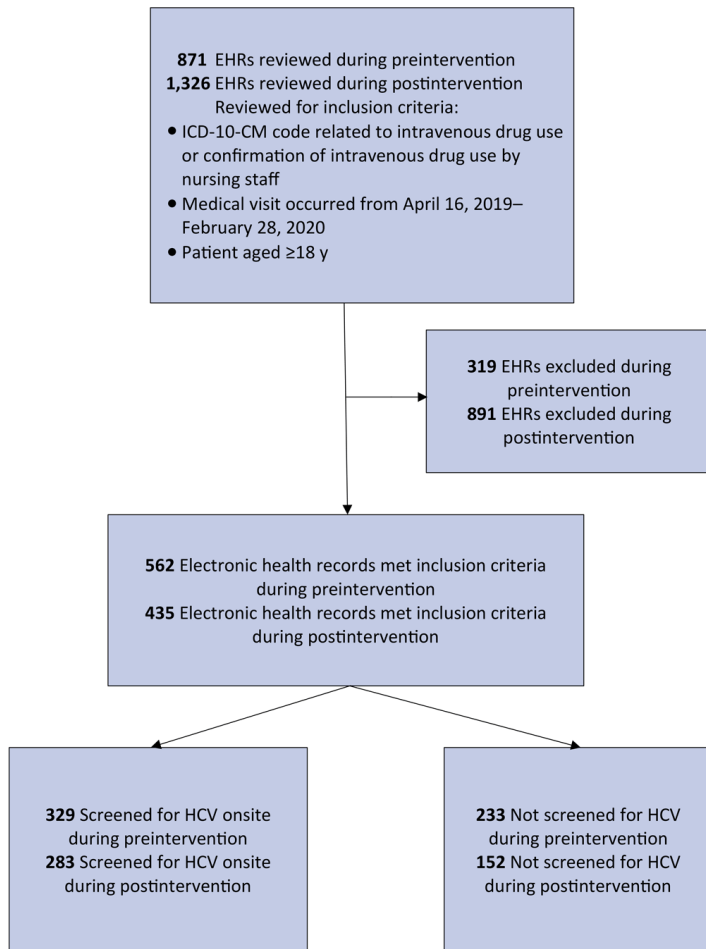 871 EHRs reviewed during preintervention
1,326 EHRs reviewed during postintervention
Reviewed for inclusion criteria:
● ICD-10-CM code related to intravenous drug use
or confirmation of intravenous drug use by
nursing staff
● Medical visit occurred from April 16, 2019–
February 28, 2020
● Patient aged ≥18 y
319 EHRs excluded during
preintervention
891 EHRs excluded during
postintervention
562 Electronic health records met inclusion criteria
during preintervention
435 Electronic health records met inclusion criteria
during postintervention
329 Screened for HCV onsite
during preintervention
283 Screened for HCV onsite
during postintervention
233 Not screened for HCV
during preintervention
152 Not screened for HCV
during postintervention